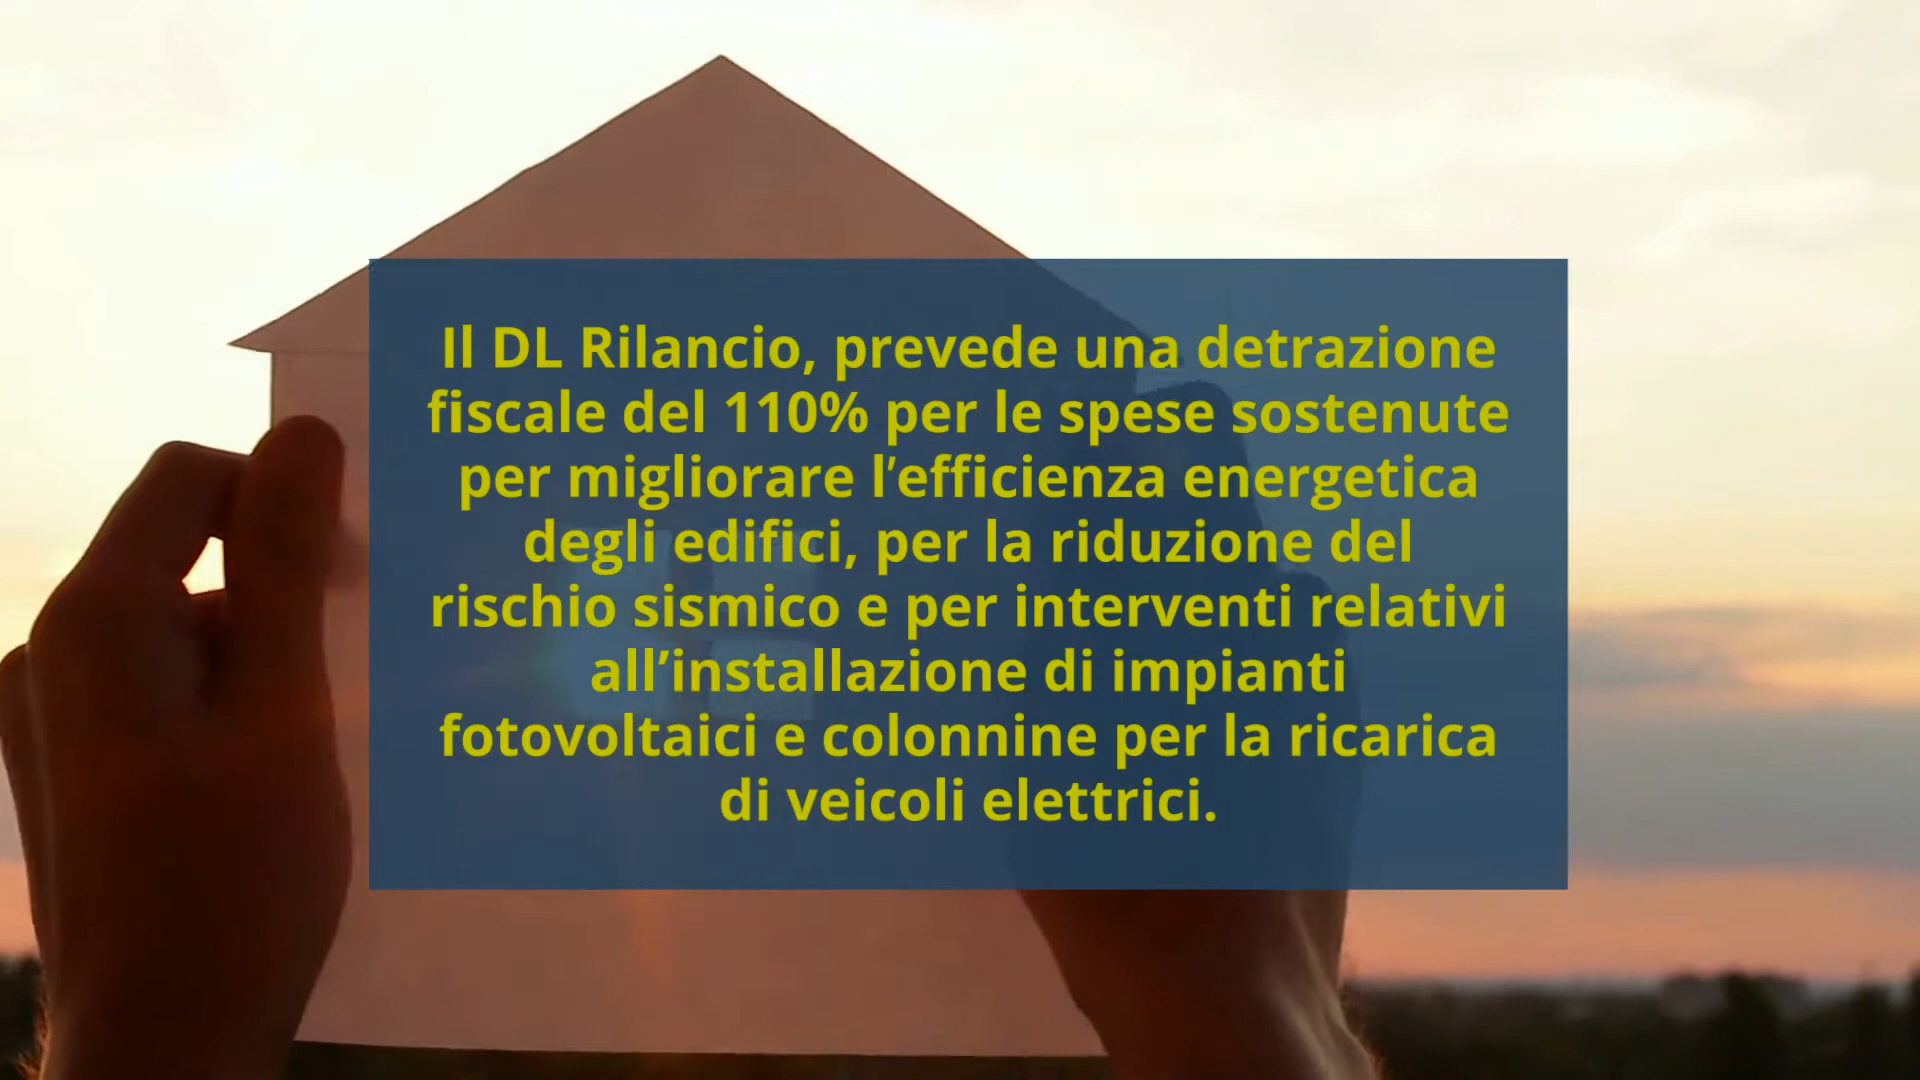 Il DL Rilancio, prevede una detrazione
fiscale del 110% per le spese sostenute
per migliorare l’efficienza energetica
degli edifici, per la riduzione del
rischio sismico e per interventi relativi
all’installazione di impianti
fotovoltaici e colonnine per la ricarica
di veicoli elettrici.